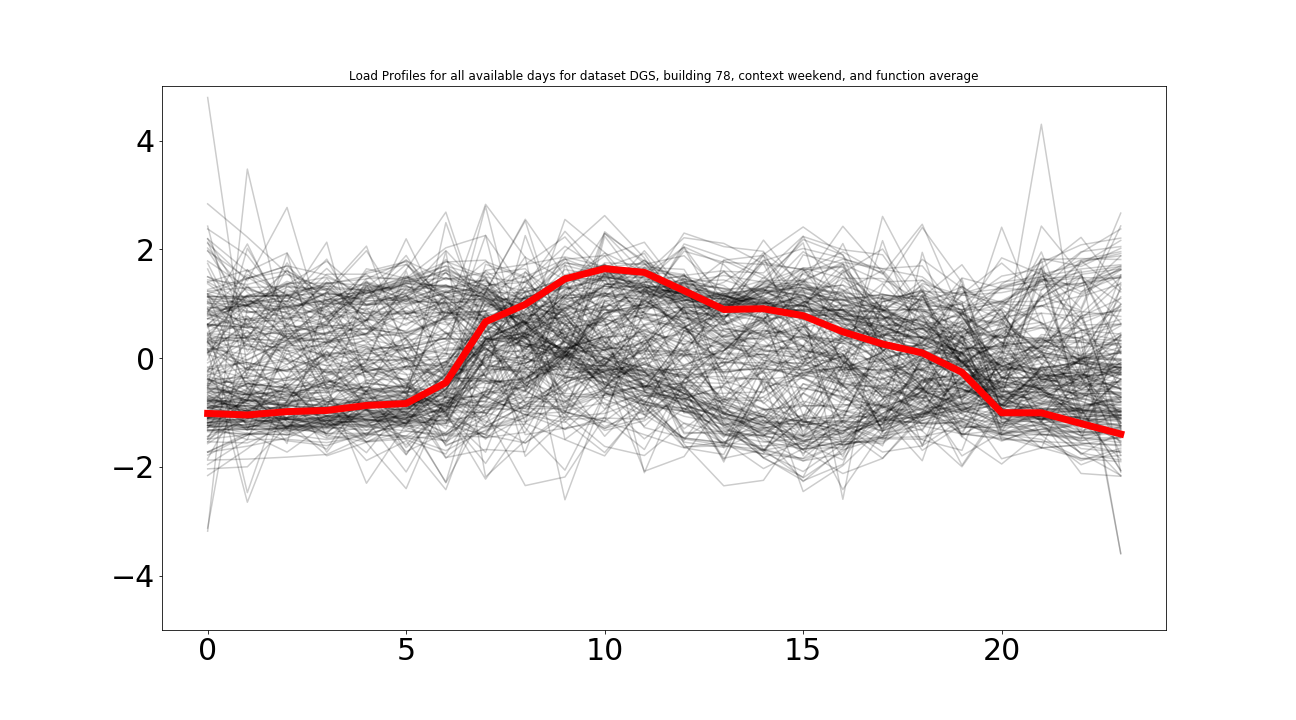 Load Profiles for all available days for dataset DGS, building 78, context weekend, and function average
4
2
0
−2
−4
0 5 10 15 20